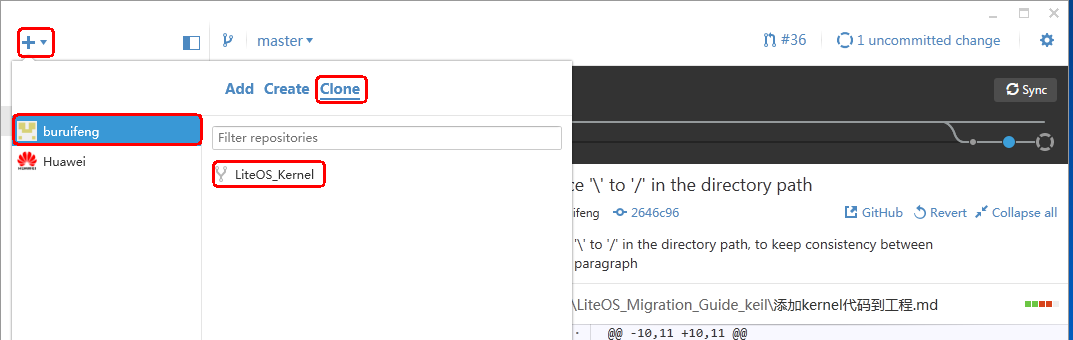 master
#36
1 uncommitted change
Add Create Clone
Sync
buruifeng
Filter repositories
Huawei
LiteOS_Kernel
'\' to '/' in the directory path
2646c96
GitHub
Revert
Collapse all
'\' to '/' in the directory path, to keep consistency between
paragraph
\LiteOS_Migration_Guide_keil\添加kernel代码到工程.md
@@ -10,11 +10,11 @@